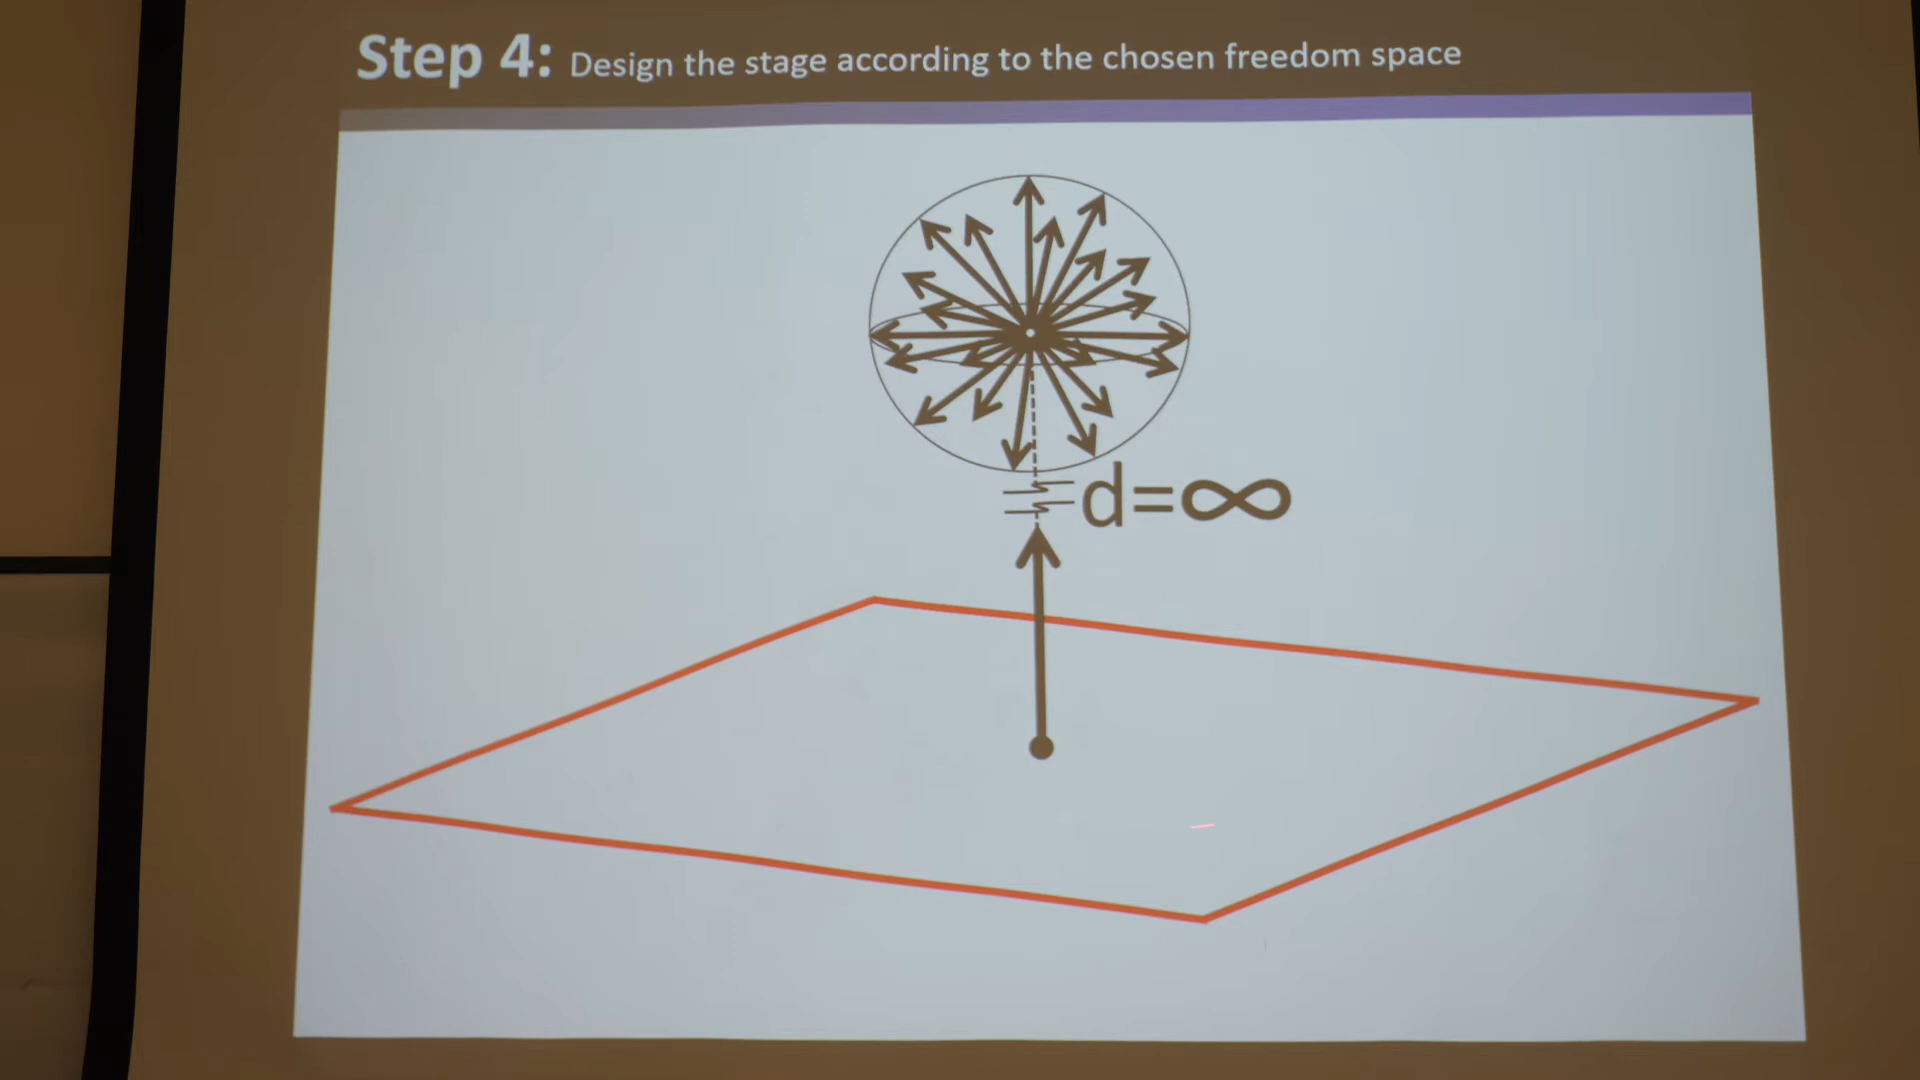 Step 4: Design the stage according to the chosen freedom space
d=∞